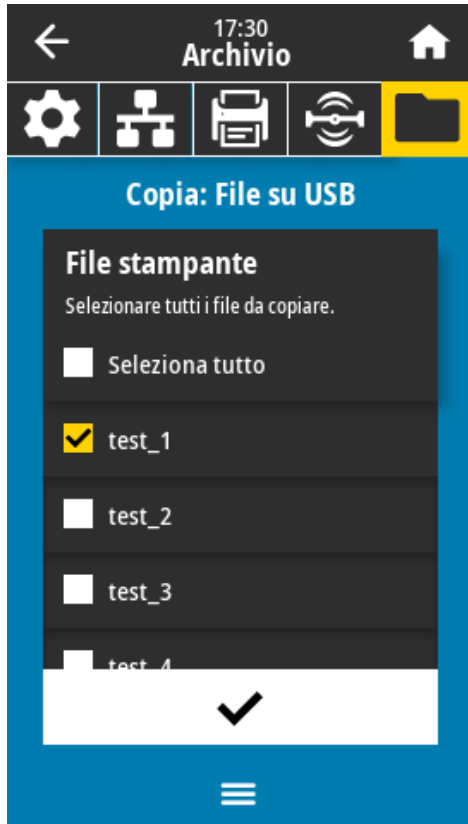 17:30
Archivio
Copia: File su USB
File stampante
Selezionare tutti i file da copiare.
Seleziona tutto
test_1
test_2
test_3
test_4